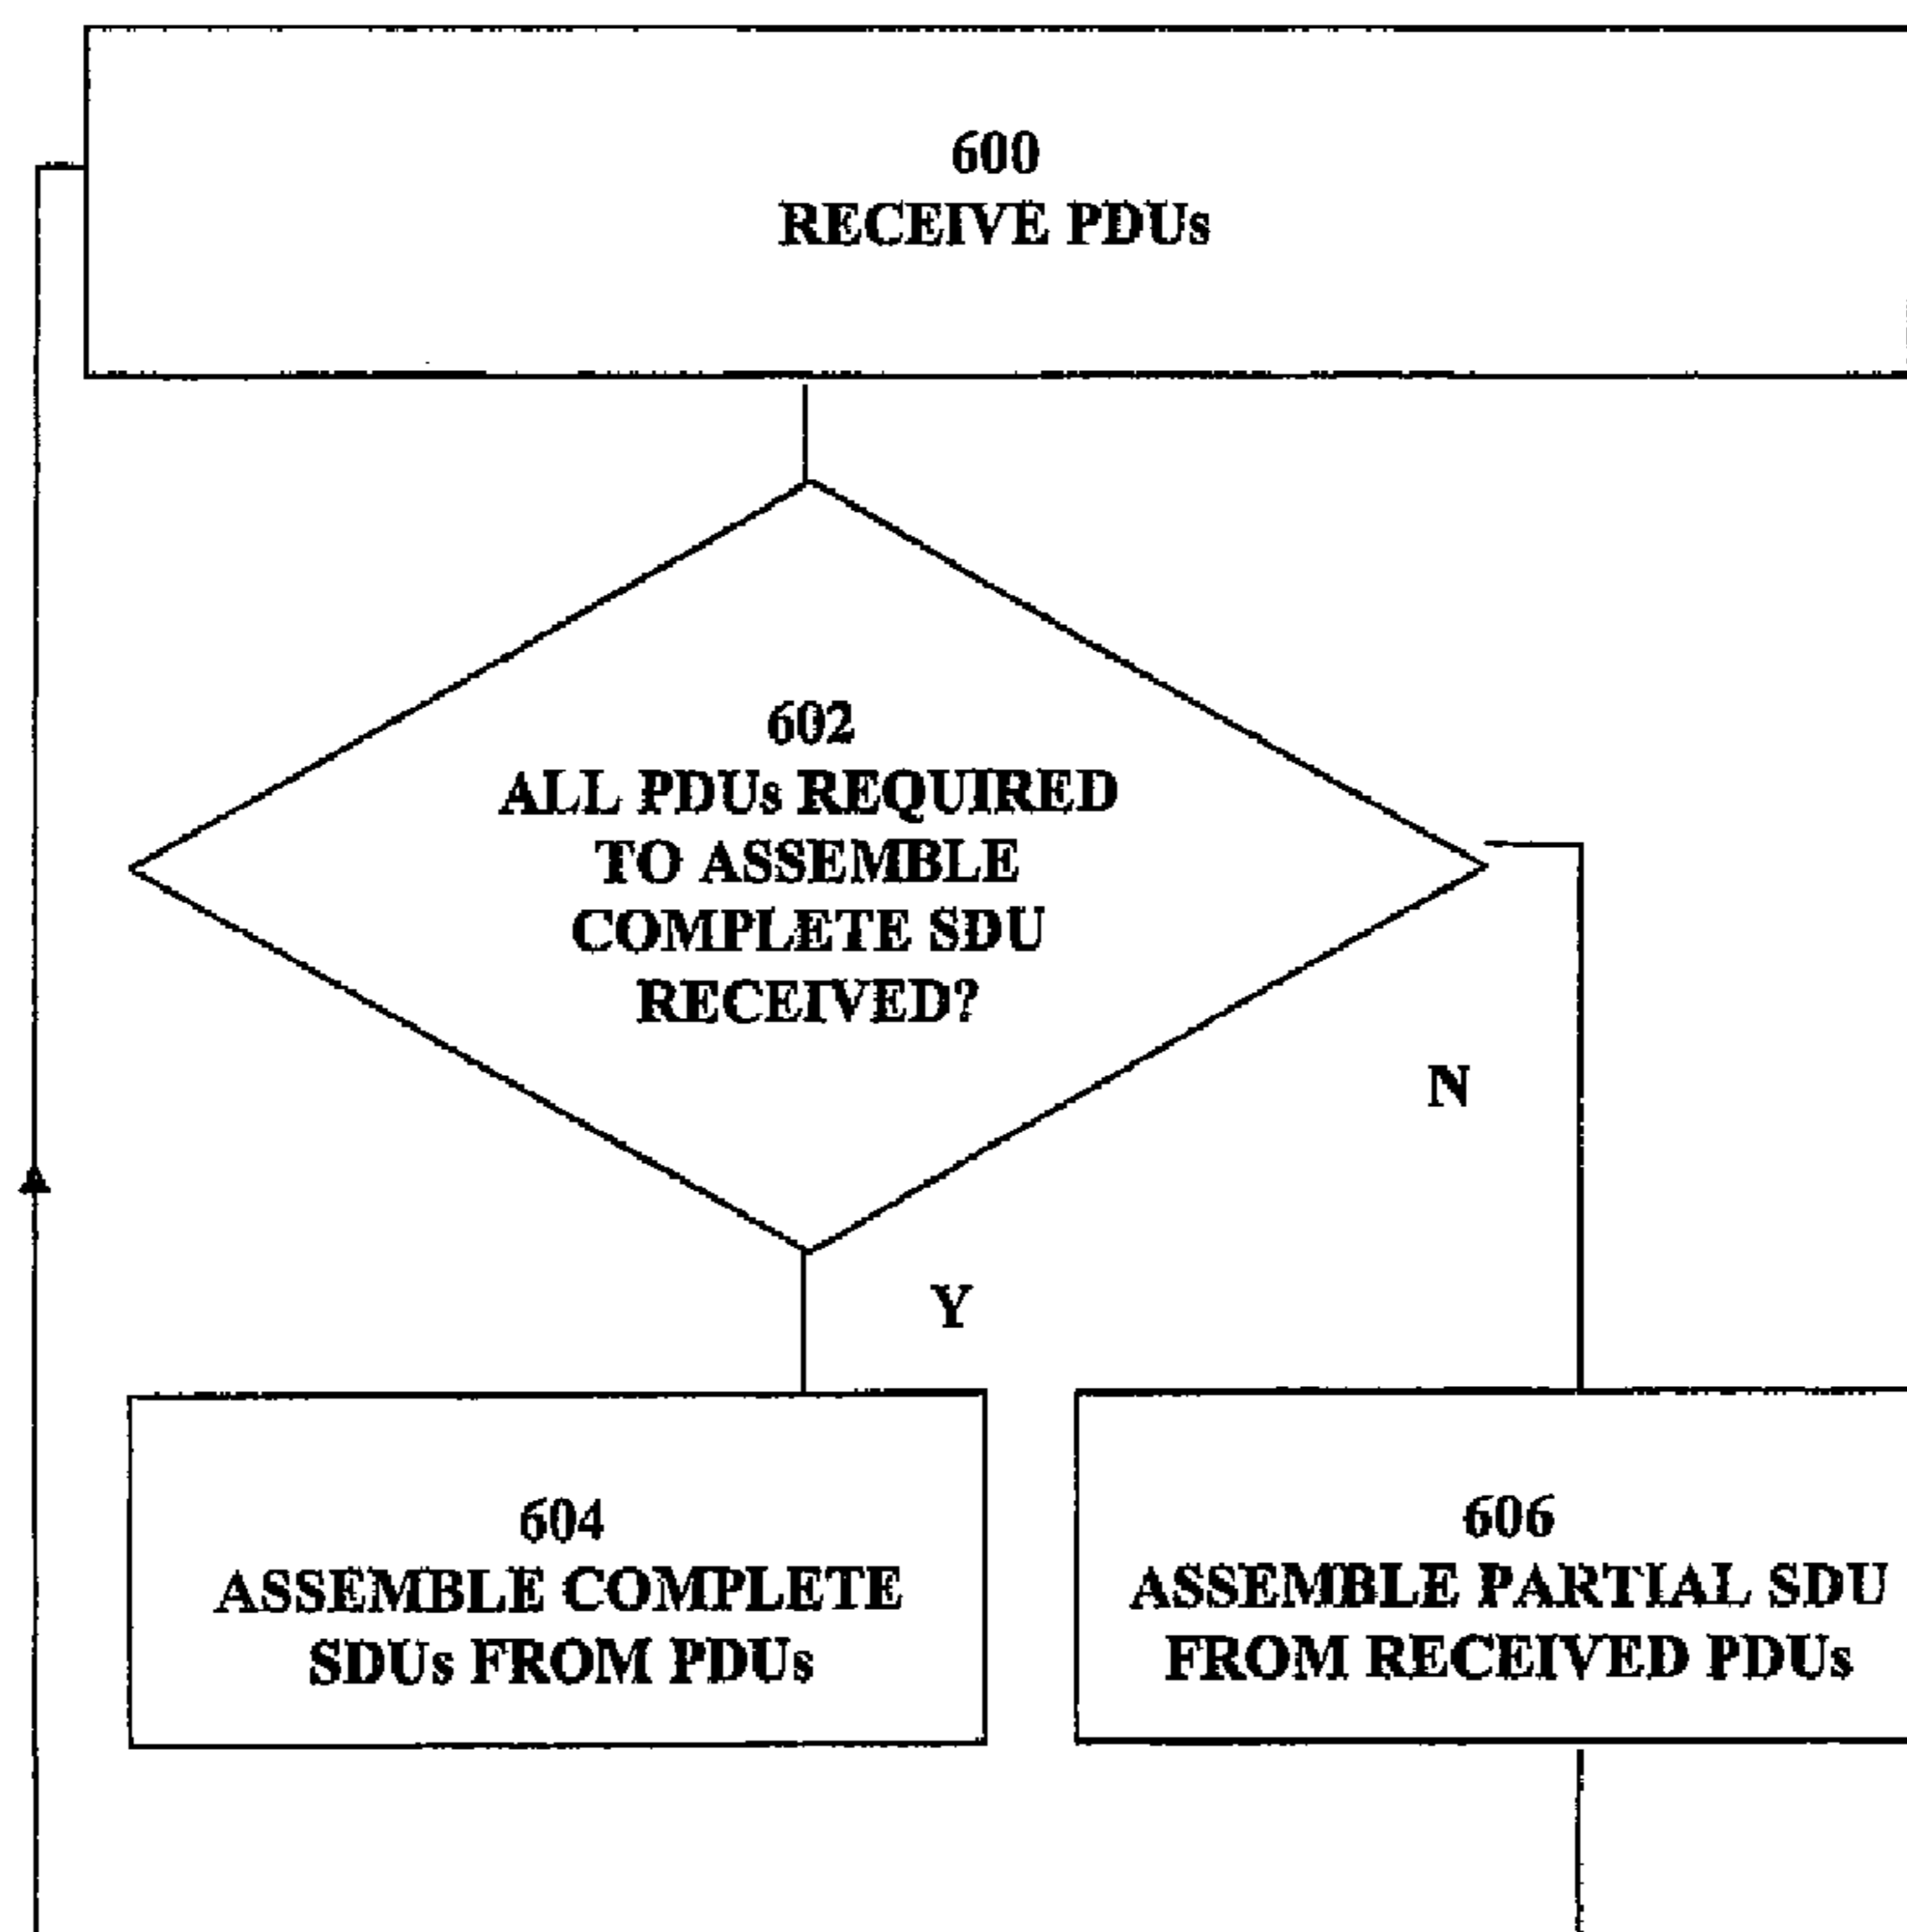 600
RECEIVE PDUs
602
ALL PDUs REQUIRED
TO ASSEMBLE
COMPLETE SDU
RECEIVED?
N
Y
604
ASSEMBLE COMPLETE
SDUs FROM PDUs
606
ASSEMBLE PARTIAL SDU
FROM RECEIVED PDUs